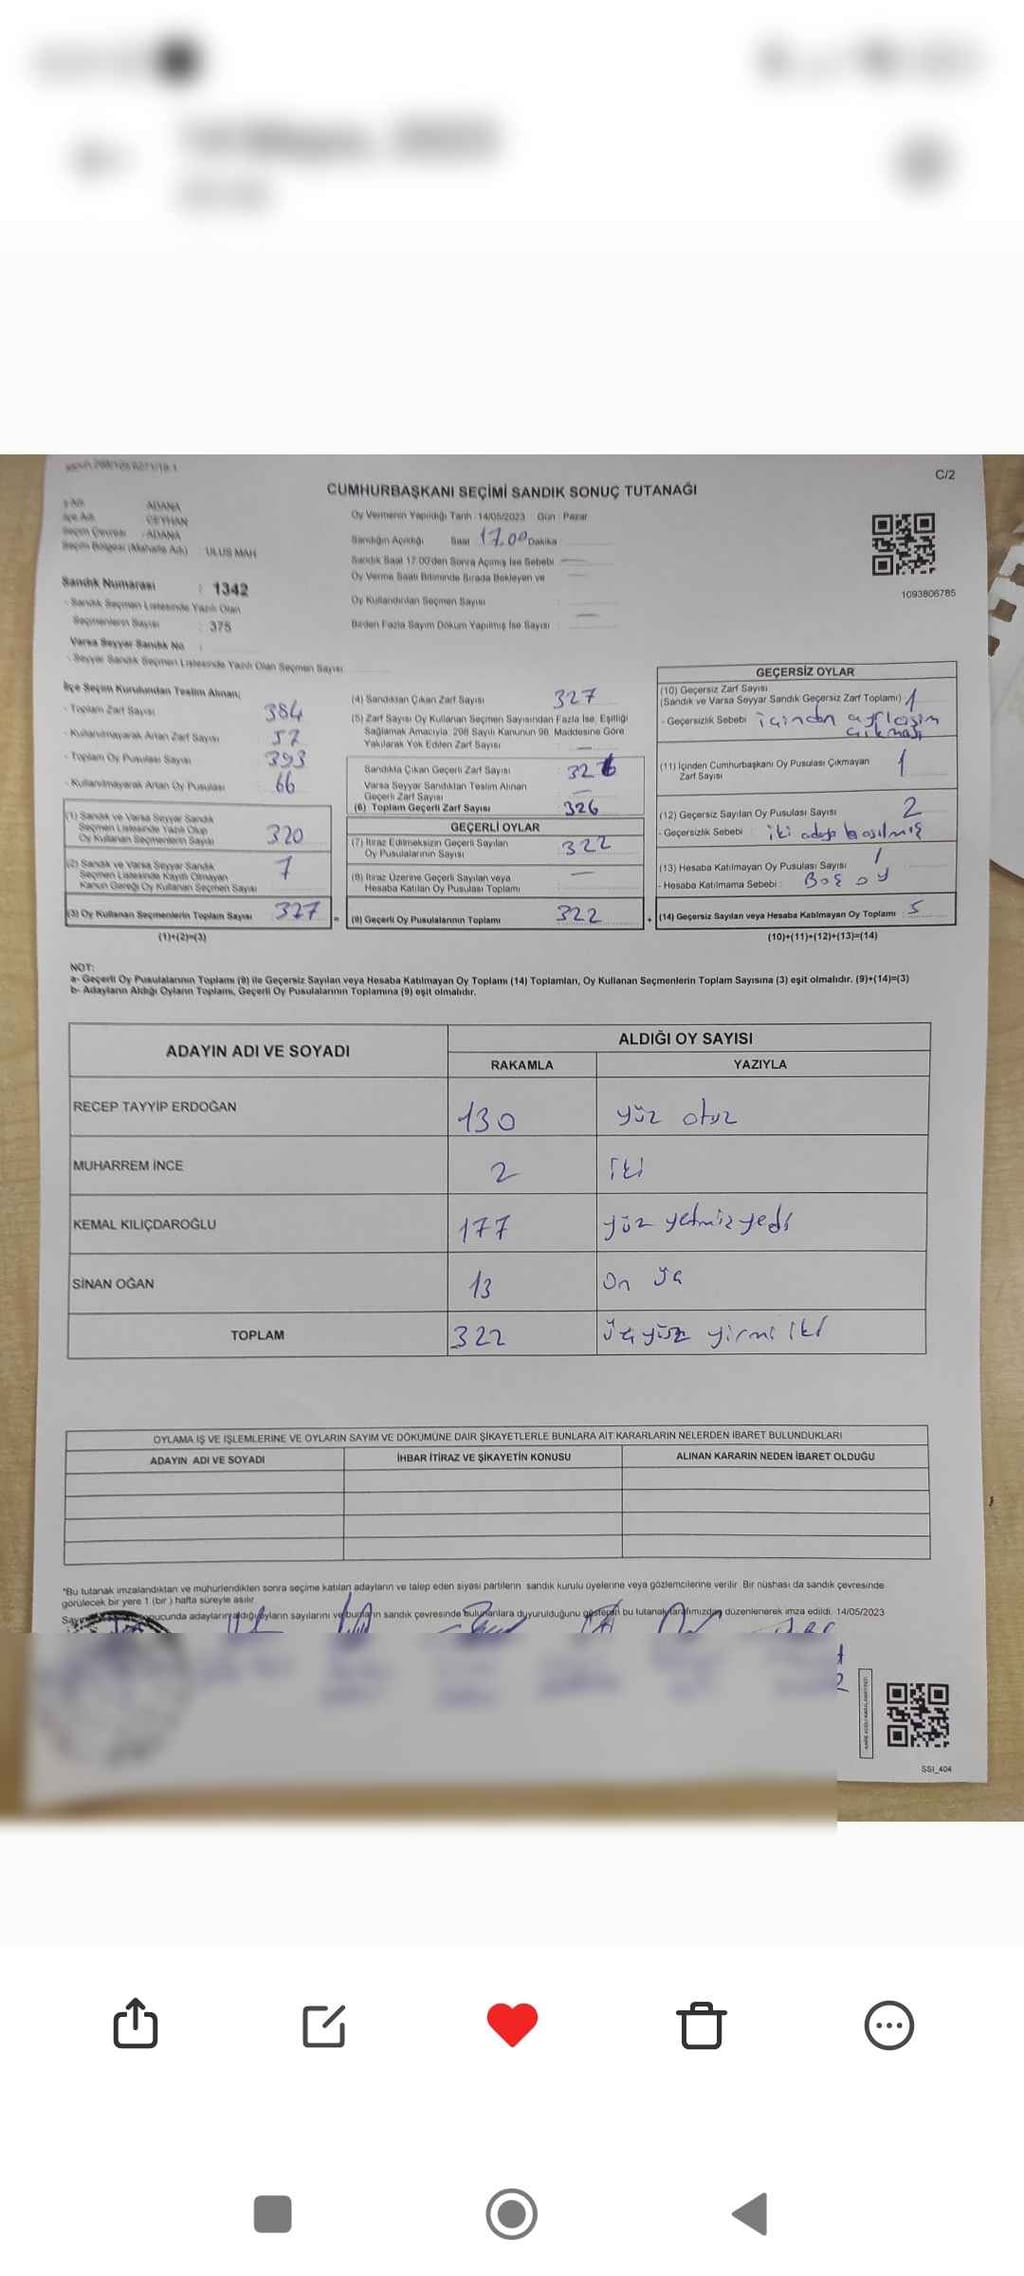 C/2
CUMHURBAŞKANI SEÇİMİ SANDIK SONUÇ TUTANAĞI
İlçe Adı CEYHAN
Seçim Çevresi : ADANA
Seçim Bölgesi (Mahalle Adı) : ULUS MAH
Sandık Numarası : 1342
- Sandık Seçmen Listesinde Yazılı Olan
Seçmenlerin Sayısı : 375
Varsa Seyyar Sandık No :
- Seyyar Sandık Seçmen Listesinde Yazılı Olan Seçmen Sayısı
Oy Vermenin Yapıldığı Tarih : 14/05/2023 Gün : Pazar
Sandığın Açıldığı Saat 17.00 Dakika
Sandık Saat 17:00'den Sonra Açılmış İse Sebebi
Oy Verme Saati Bitiminde Sırada Bekleyen ve
Oy Kullandırılan Seçmen Sayısı
Birden Fazla Sayım Döküm Yapılmış İse Sayısı
1093806785
İlçe Seçim Kurulundan Teslim Alınan;
- Toplam Zarf Sayısı 384
- Kullanılmayarak Artan Zarf Sayısı 57
- Toplam Oy Pusulası Sayısı 393
- Kullanılmayarak Artan Oy Pusulası 66
(1) Sandık ve Varsa Seyyar Sandık
Seçmen Listesinde Yazılı Olup
Oy Kullanan Seçmenlerin Sayısı 320
(2) Sandık ve Varsa Seyyar Sandık
Seçmen Listesinde Kayıtlı Olmayan
Kanun Gereği Oy Kullanan Seçmen Sayısı 7
(3) Oy Kullanan Seçmenlerin Toplam Sayısı 327 =
(1)+(2)=(3)
(4) Sandıktan Çıkan Zarf Sayısı 327
(5) Zarf Sayısı Oy Kullanan Seçmen Sayısından Fazla İse, Eşitliği
Sağlamak Amacıyla, 298 Sayılı Kanunun 98. Maddesine Göre
Yakılarak Yok Edilen Zarf Sayısı
Sandıkta Çıkan Geçerli Zarf Sayısı 326
Varsa Seyyar Sandıktan Teslim Alınan
Geçerli Zarf Sayısı
(6) Toplam Geçerli Zarf Sayısı 326
GEÇERLİ OYLAR
(7) İtiraz Edilmeksizin Geçerli Sayılan
Oy Pusulalarının Sayısı 322
(8) İtiraz Üzerine Geçerli Sayılan veya
Hesaba Katılan Oy Pusulası Toplamı
(9) Geçerli Oy Pusulalarının Toplamı 322 +
GEÇERSİZ OYLAR
(10) Geçersiz Zarf Sayısı
(Sandık ve Varsa Seyyar Sandık Geçersiz Zarf Toplamı) 1
- Geçersizlik Sebebi içinden
çıkması
(11) İçinden Cumhurbaşkanı Oy Pusulası Çıkmayan
Zarf Sayısı 1
(12) Geçersiz Sayılan Oy Pusulası Sayısı 2
- Geçersizlik Sebebi : iki adaya basılmış
(13) Hesaba Katılmayan Oy Pusulası Sayısı 1
- Hesaba Katılmama Sebebi : Boş oy
(14) Geçersiz Sayılan veya Hesaba Katılmayan Oy Toplamı : 5
(10)+(11)+(12)+(13)=(14)
NOT:
a- Geçerli Oy Pusulalarının Toplamı (9) ile Geçersiz Sayılan veya Hesaba Katılmayan Oy Toplamı (14) Toplamları, Oy Kullanan Seçmenlerin Toplam Sayısına (3) eşit olmalıdır. (9)+(14)=(3)
b- Adayların Aldığı Oyların Toplamı, Geçerli Oy Pusulalarının Toplamına (9) eşit olmalıdır.
ADAYIN ADI VE SOYADI ALDIĞI OY SAYISI
RAKAMLA YAZIYLA
RECEP TAYYİP ERDOĞAN 130 yüz otuz
MUHARREM İNCE 2 iki
KEMAL KILIÇDAROĞLU 177 yüz yetmiş yedi
SİNAN OĞAN 13 On üç
TOPLAM 322 Üçyüz yirmi iki
OYLAMA İŞ VE İŞLEMLERİNE VE OYLARIN SAYIM VE DÖKÜMÜNE DAİR ŞİKAYETLERLE BUNLARA AİT KARARLARIN NELERDEN İBARET BULUNDUKLARI
ADAYIN ADI VE SOYADI İHBAR İTİRAZ VE ŞİKAYETİN KONUSU ALINAN KARARIN NEDEN İBARET OLDUĞU
*Bu tutanak imzalandıktan ve mühürlendikten sonra seçime katılan adayların ve talep eden siyasi partilerin sandık kurulu üyelerine veya gözlemcilerine verilir. Bir nüshası da sandık çevresinde
görülecek bir yere 1 (bir ) hafta süreyle asılır.
adayların aldığı oyların sayılarını ve bunların sandık çevresinde bulunanlara duyurulduğunu gösteren bu tutanak tarafımızdan düzenlenerek imza edildi. 14/05/2023
SSI_404